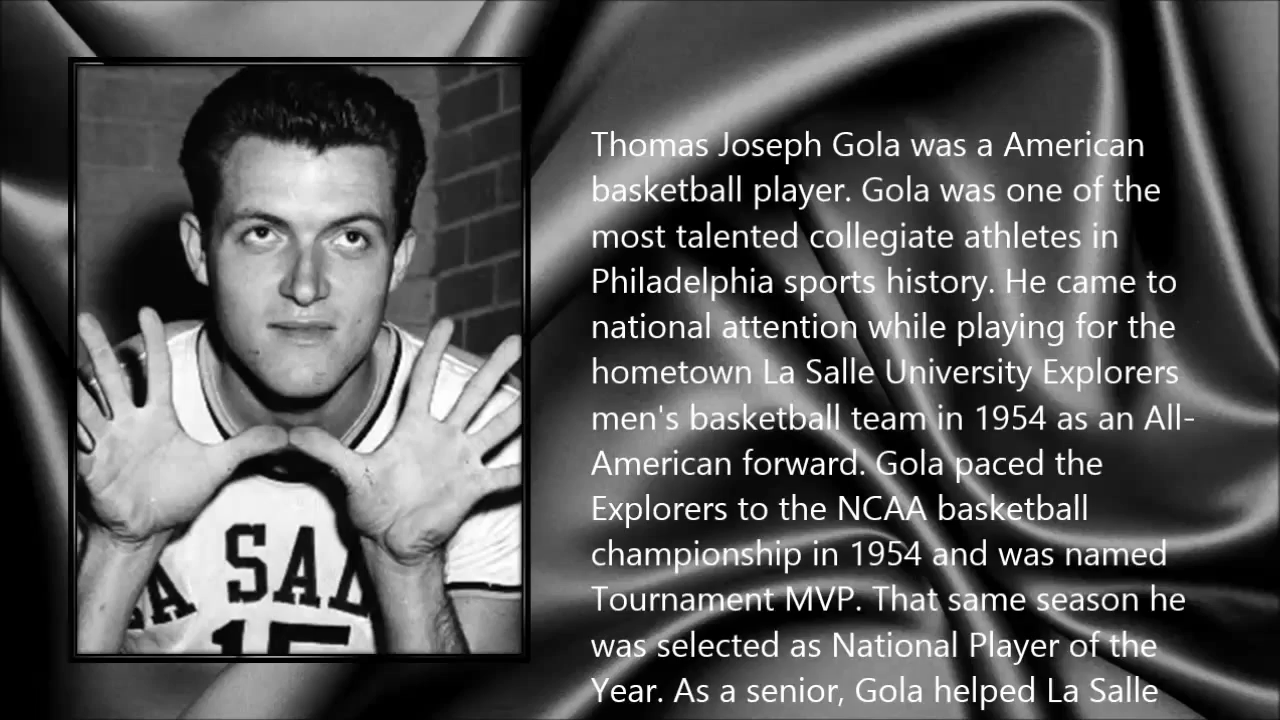 Thomas Joseph Gola was a American
basketball player. Gola was one of the
most talented collegiate athletes in
Philadelphia sports history. He came to
national attention while playing for the
hometown La Salle University Explorers
men's basketball team in 1954 as an All-
American forward. Gola paced the
Explorers to the NCAA basketball
championship in 1954 and was named
Tournament MVP. That same season he
was selected as National Player of the
Year. As a senior, Gola helped La Salle
A SAL
15